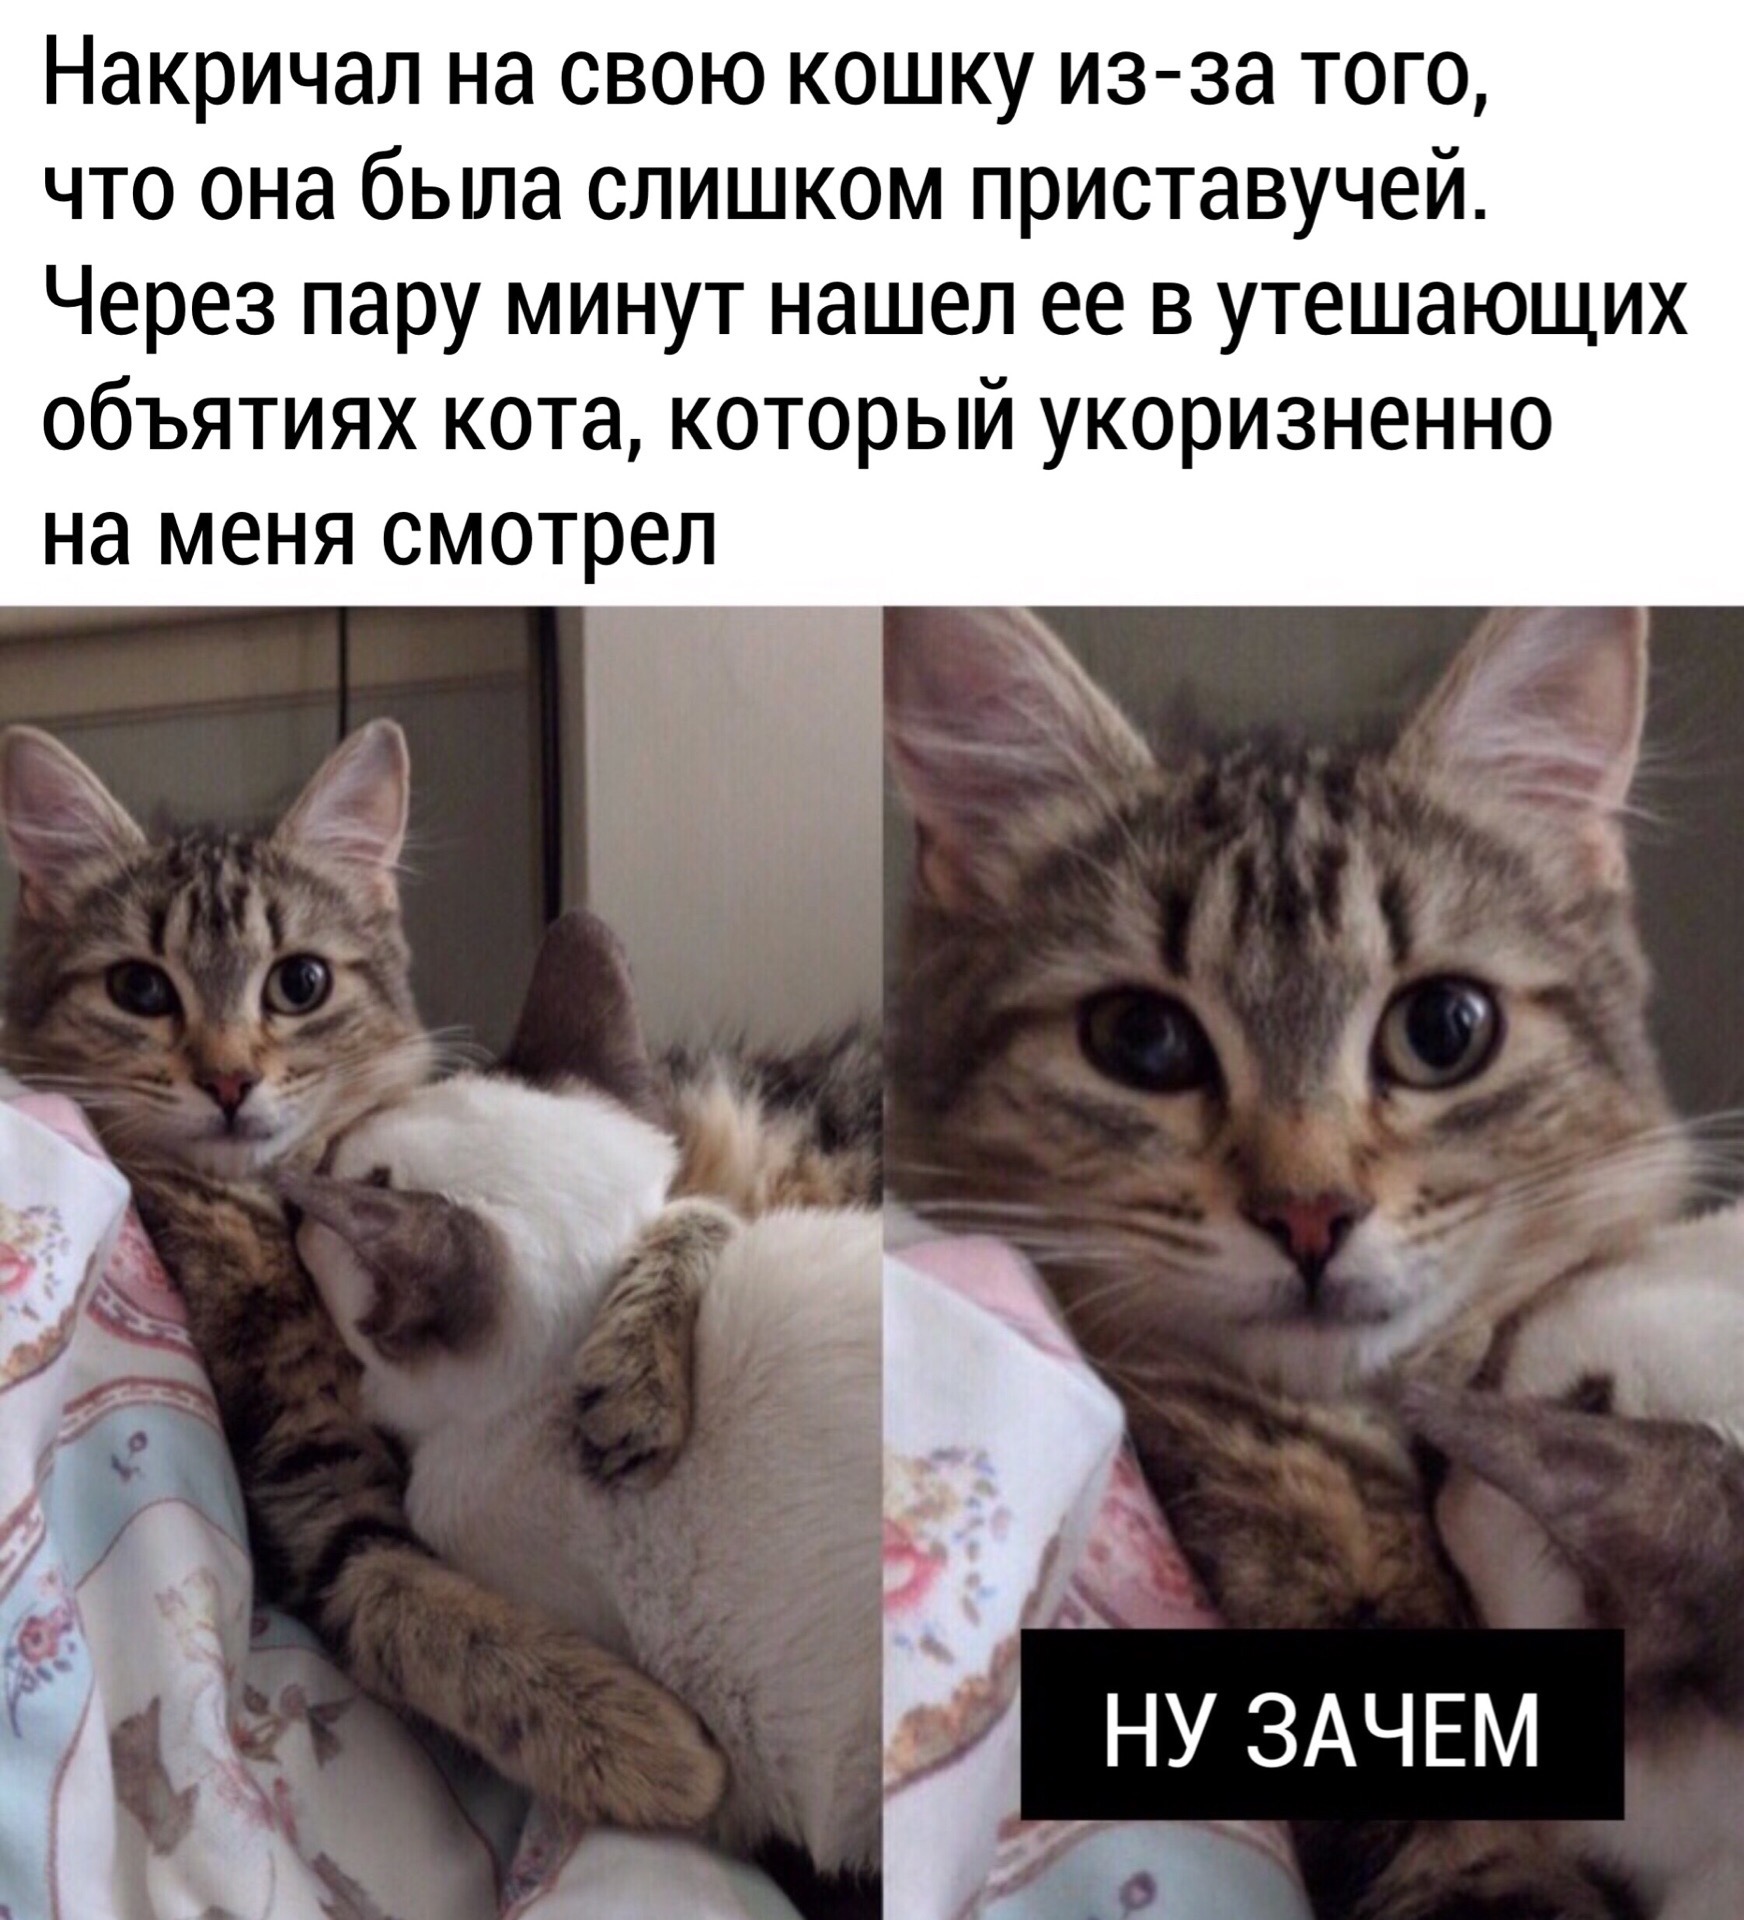 Накричал на свою кошку из-за того,
что она была слишком приставучей.
Через пару минут нашел ее в утешающих
объятиях кота, который укоризненно
на меня смотрел
НУ ЗАЧЕМ